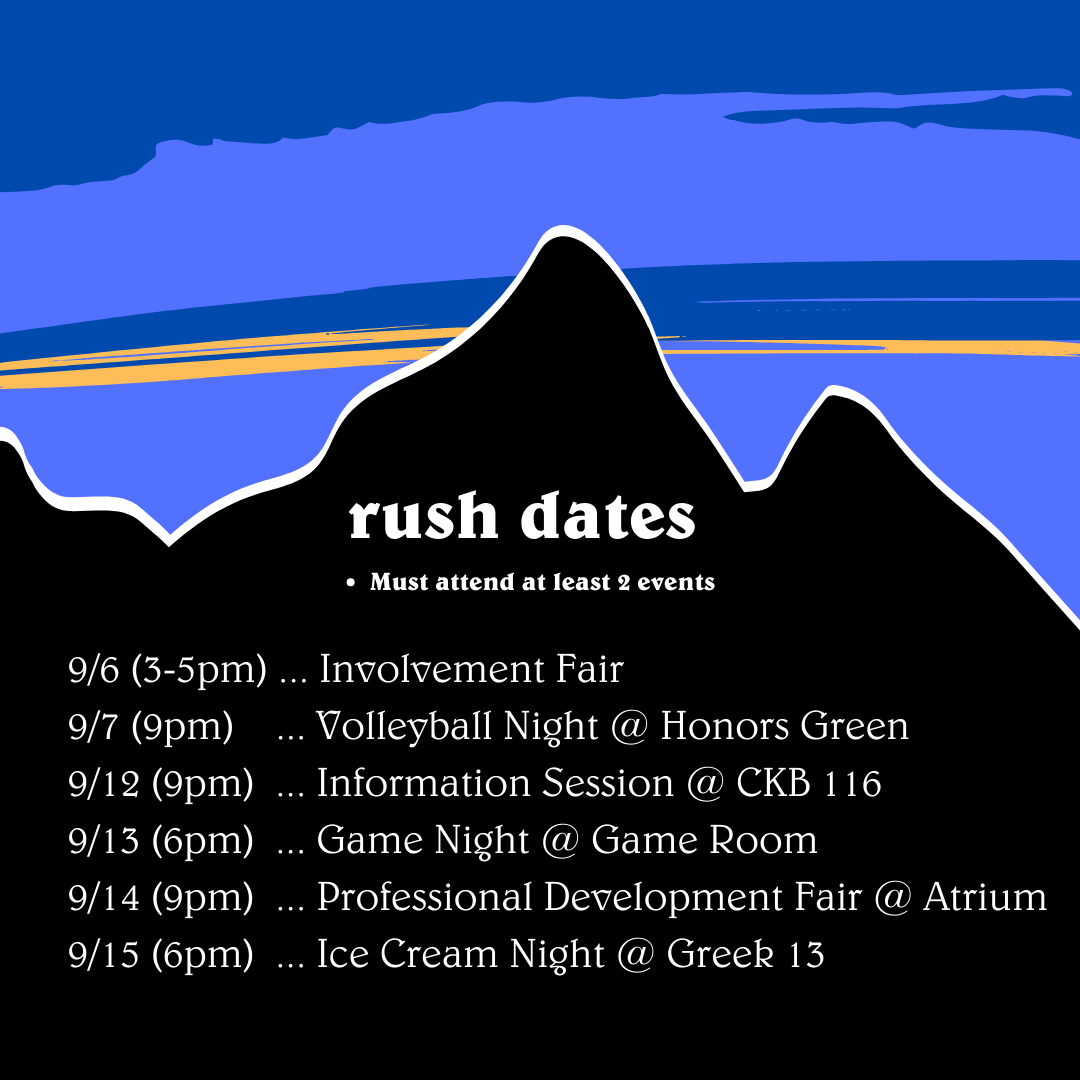 rush dates
• Must attend at least 2 events
9/6 (3-5pm) ... Involvement Fair
9/7 (9pm) ... Volleyball Night @ Honors Green
9/12 (9pm) ... Information Session @ CKB 116
9/13 (6pm) ... Game Night @ Game Room
9/14 (9pm) ... Professional Development Fair @ Atrium
9/15 (6pm) ... Ice Cream Night @ Greek 13